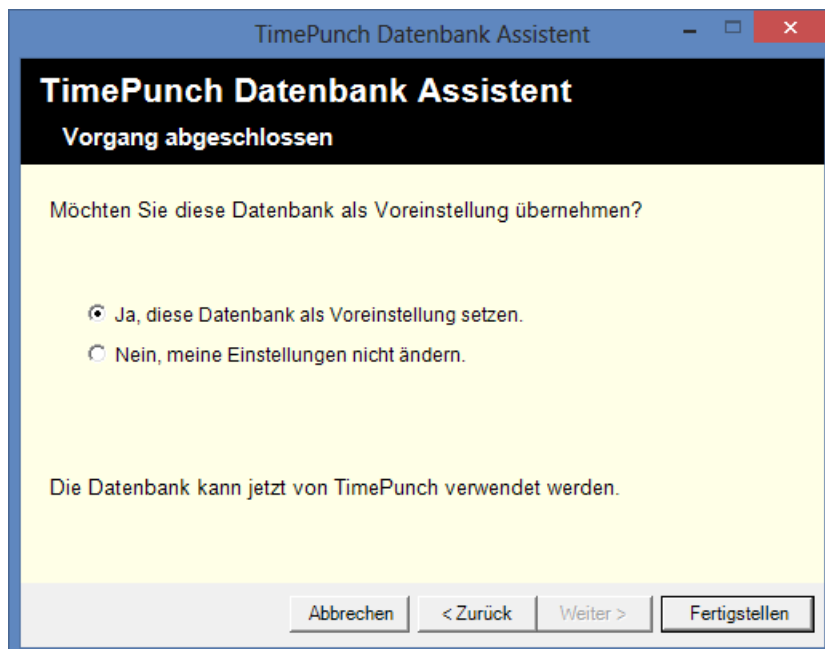 TimePunch Datenbank Assistent
TimePunch Datenbank Assistent
Vorgang abgeschlossen
Möchten Sie diese Datenbank als Voreinstellung übernehmen?
Ja, diese Datenbank als Voreinstellung setzen.
Nein, meine Einstellungen nicht ändern.
Die Datenbank kann jetzt von TimePunch verwendet werden.
Abbrechen < Zurück Weiter > Fertigstellen